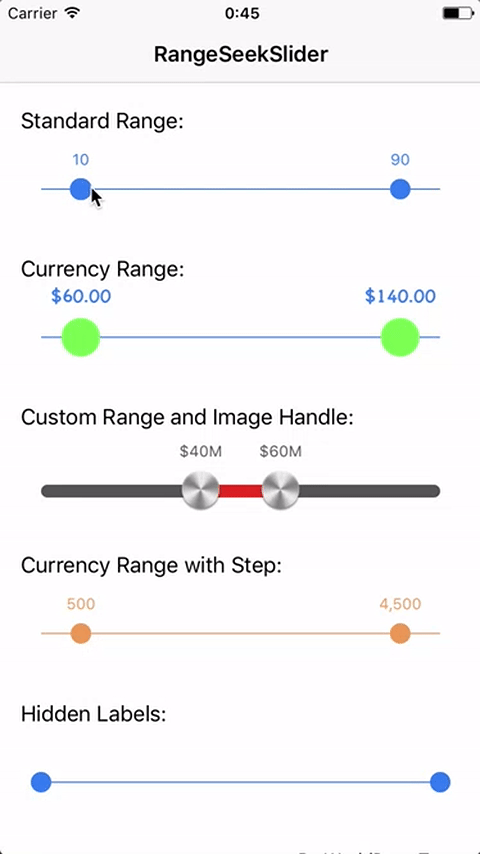 Carrier 0:45
RangeSeekSlider
Standard Range:
10 90
Currency Range:
$60.00 $140.00
Custom Range and Image Handle:
$40M $60M
Currency Range with Step:
500 4,500
Hidden Labels: